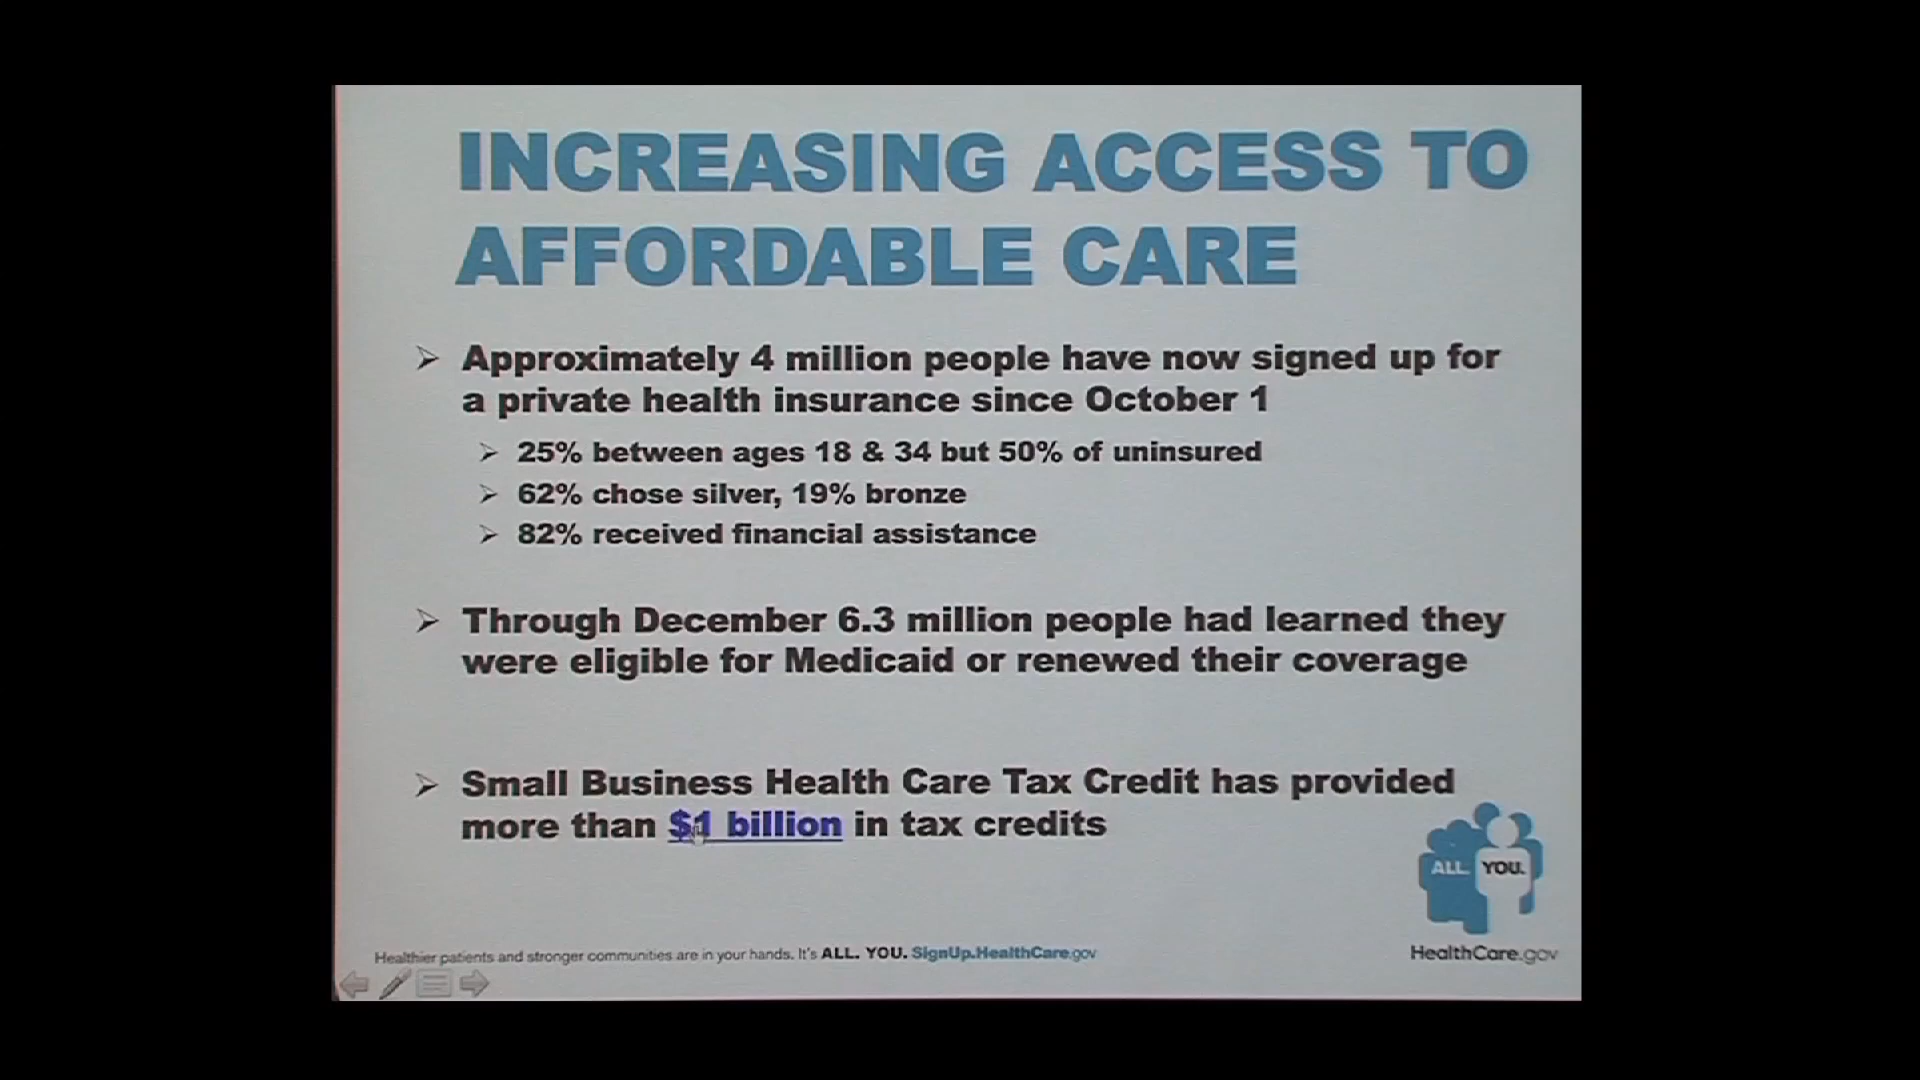 INCREASING ACCESS TO
AFFORDABLE CARE
Approximately 4 million people have now signed up for
a private health insurance since October 1
25% between ages 18 & 34 but 50% of uninsured
62% chose silver, 19% bronze
82% received financial assistance
Through December 6.3 million people had learned they
were eligible for Medicaid or renewed their coverage
Small Business Health Care Tax Credit has provided
more than $1 billion in tax credits
ALL. YOU.
Healthier patients and stronger communities are in your hands. It's ALL. YOU. SignUp.HealthCare.gov
HealthCare.gov